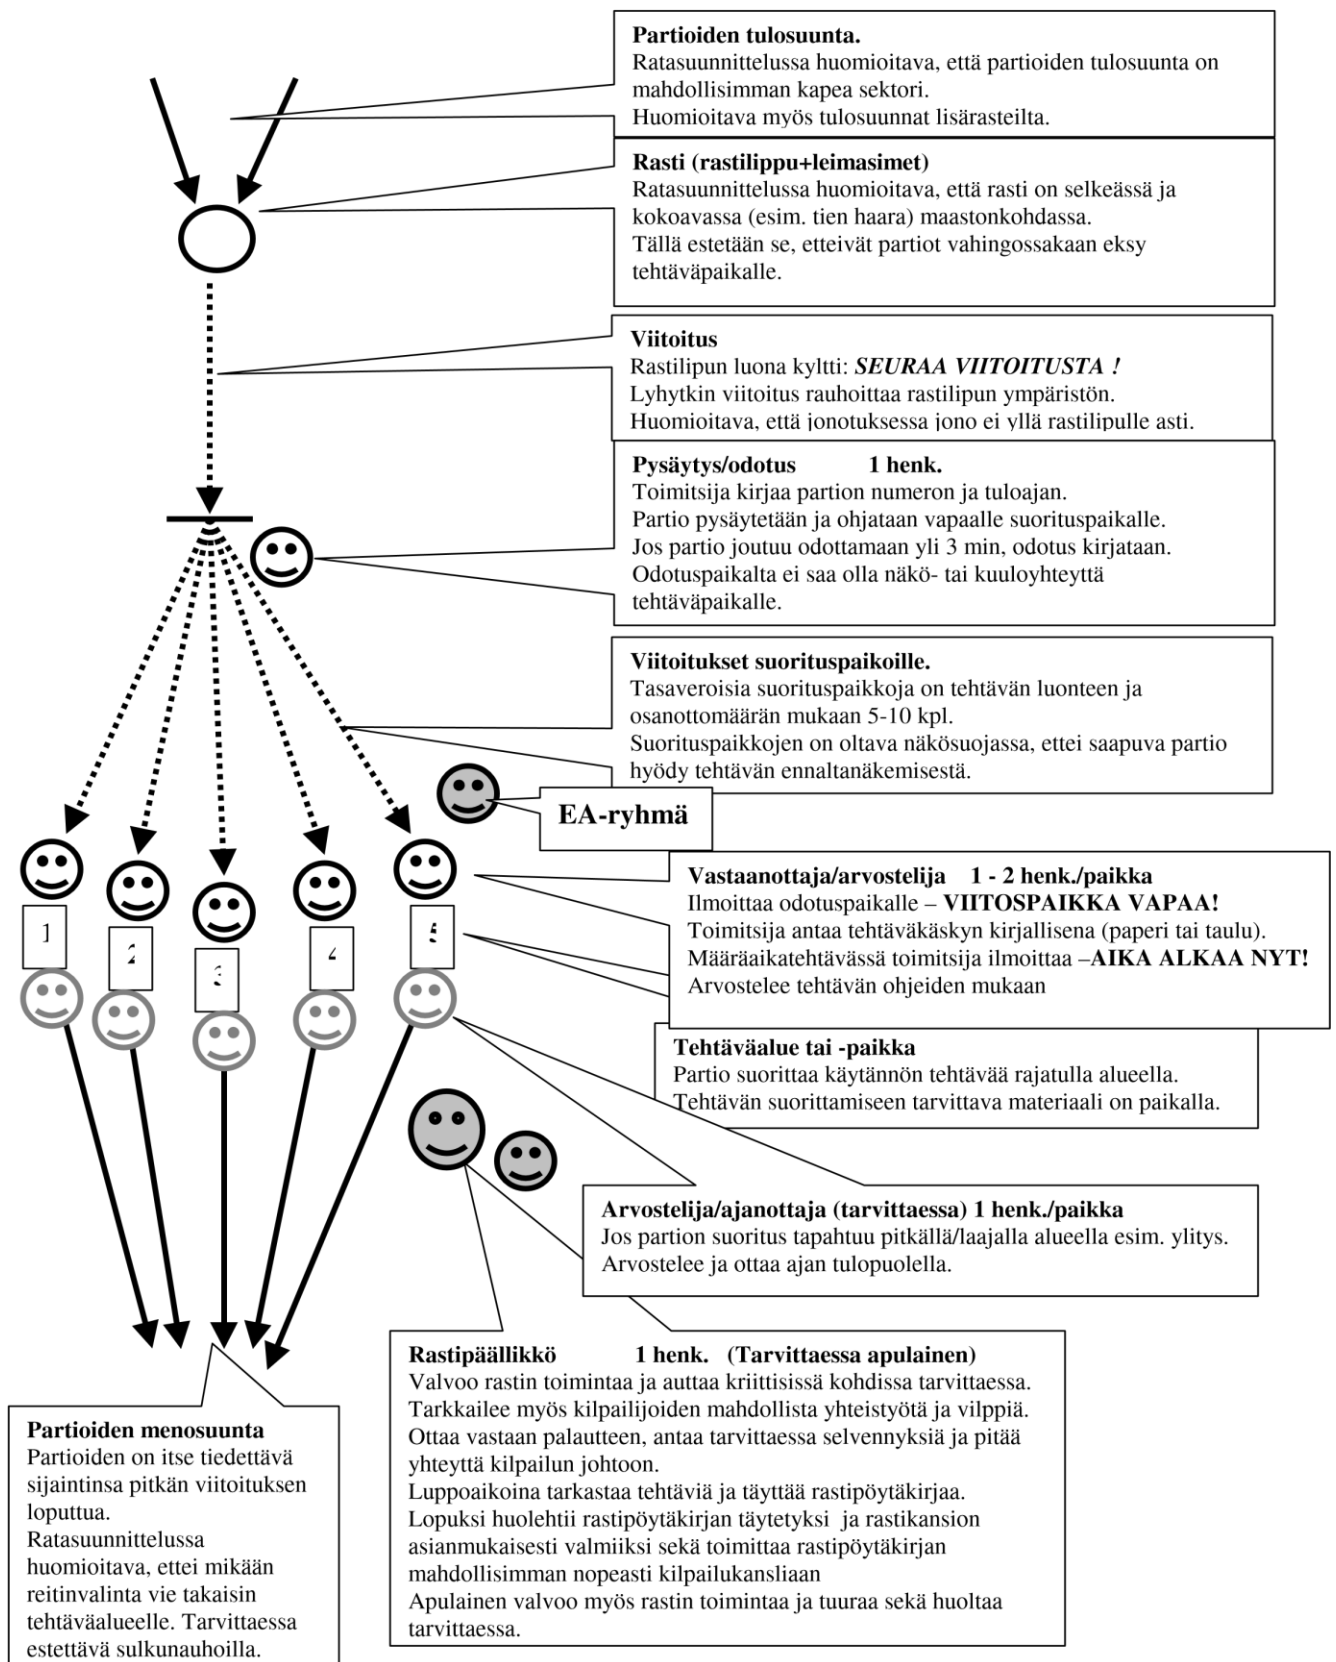 Partioiden tulosuunta.
Ratasuunnittelussa huomioitava, että partioiden tulosuunta on
mahdollisimman kapea sektori.
Huomioitava myös tulosuunnat lisärasteilta.
Rasti (rastilippu+leimasimet)
Ratasuunnittelussa huomioitava, että rasti on selkeässä ja
kokoavassa (esim. tien haara) maastonkohdassa.
Tällä estetään se, etteivät partiot vahingossakaan eksy
tehtäväpaikalle.
Viitoitus
Rastilipun luona kyltti: SEURAA VIITOITUSTA !
Lyhytkin viitoitus rauhoittaa rastilipun ympäristön.
Huomioitava, että jonotuksessa jono ei yllä rastilipulle asti.
Pysäytys/odotus 1 henk.
Toimitsija kirjaa partion numeron ja tuloajan.
Partio pysäytetään ja ohjataan vapaalle suorituspaikalle.
Jos partio joutuu odottamaan yli 3 min, odotus kirjataan.
Odotuspaikalta ei saa olla näkö- tai kuuloyhteyttä
tehtäväpaikalle.
Viitoitukset suorituspaikoille.
Tasaveroisia suorituspaikkoja on tehtävän luonteen ja
osanottomäärän mukaan 5-10 kpl.
Suorituspaikkojen on oltava näkösuojassa, ettei saapuva partio
hyödy tehtävän ennaltanäkemisestä.
EA-ryhmä
1
2
3
4
5
Vastaanottaja/arvostelija 1 - 2 henk./paikka
Ilmoittaa odotuspaikalle – VIITOSPAIKKA VAPAA!
Toimitsija antaa tehtäväkäskyn kirjallisena (paperi tai taulu).
Määräaikatehtävässä toimitsija ilmoittaa –AIKA ALKAA NYT!
Arvostelee tehtävän ohjeiden mukaan
Tehtäväalue tai -paikka
Partio suorittaa käytännön tehtävää rajatulla alueella.
Tehtävän suorittamiseen tarvittava materiaali on paikalla.
Arvostelija/ajanottaja (tarvittaessa) 1 henk./paikka
Jos partion suoritus tapahtuu pitkällä/laajalla alueella esim. ylitys.
Arvostelee ja ottaa ajan tulopuolella.
Rastipäällikkö 1 henk. (Tarvittaessa apulainen)
Valvoo rastin toimintaa ja auttaa kriittisissä kohdissa tarvittaessa.
Tarkkailee myös kilpailijoiden mahdollista yhteistyötä ja vilppiä.
Ottaa vastaan palautteen, antaa tarvittaessa selvennyksiä ja pitää
yhteyttä kilpailun johtoon.
Luppoaikoina tarkastaa tehtäviä ja täyttää rastipöytäkirjaa.
Lopuksi huolehtii rastipöytäkirjan täytetyksi ja rastikansion
asianmukaisesti valmiiksi sekä toimittaa rastipöytäkirjan
mahdollisimman nopeasti kilpailukansliaan
Apulainen valvoo myös rastin toimintaa ja tuuraa sekä huoltaa
tarvittaessa.
Partioiden menosuunta
Partioiden on itse tiedettävä
sijaintinsa pitkän viitoituksen
loputtua.
Ratasuunnittelussa
huomioitava, ettei mikään
reitinvalinta vie takaisin
tehtäväalueelle. Tarvittaessa
estettävä sulkunauhoilla.